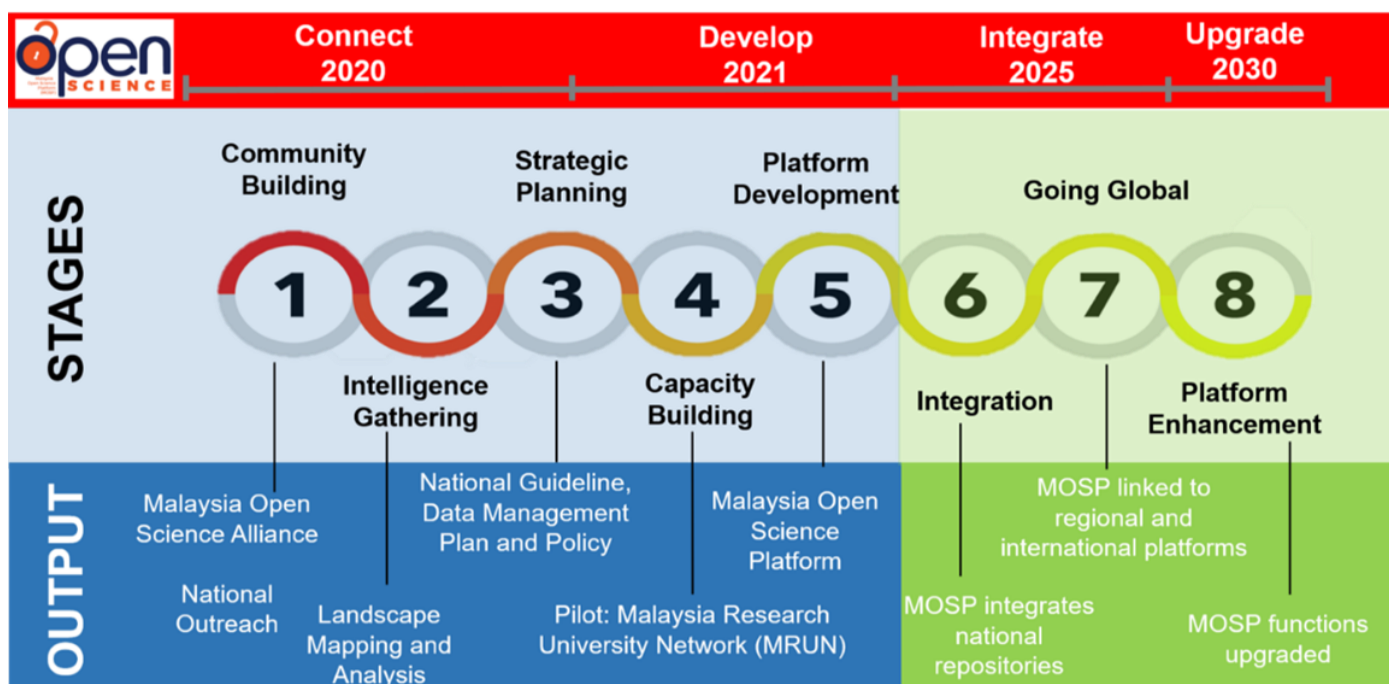 Open
SCIENCE
Connect
2020
Develop
2021
Integrate
2025
Upgrade
2030
STAGES
Community
Building
Strategic
Planning
Platform
Development
Going Global
1
2
3
4
5
6
7
8
Intelligence
Gathering
Capacity
Building
Integration
Platform
Enhancement
OUTPUT
Malaysia Open
Science Alliance
National
Outreach
Landscape
Mapping and
Analysis
National Guideline,
Data Management
Plan and Policy
Pilot: Malaysia Research
University Network (MRUN)
Malaysia Open
Science
Platform
MOSP integrates
national
repositories
MOSP linked to
regional and
international platforms
MOSP functions
upgraded